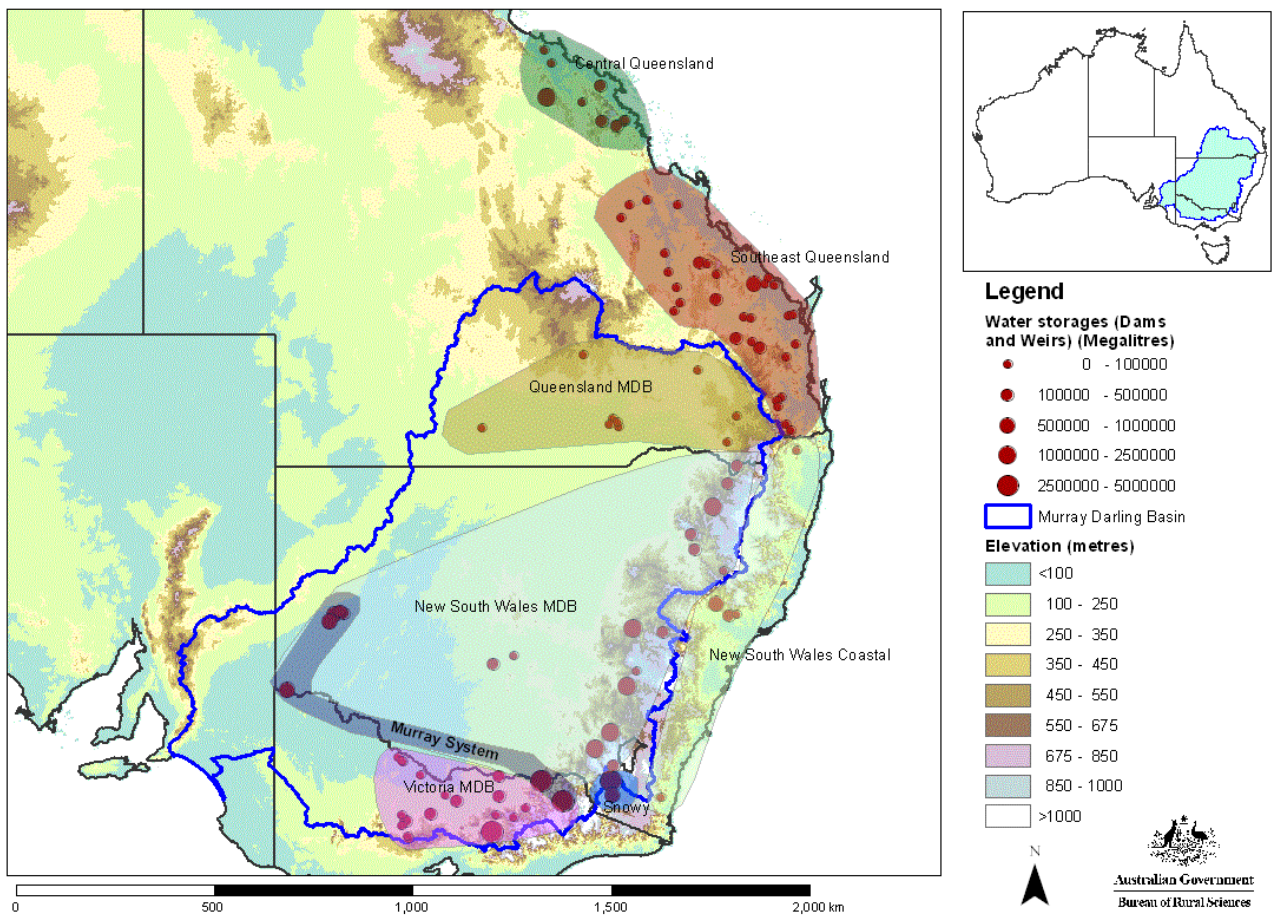 Central Queensland
Southeast Queensland
Queensland MDB
New South Wales MDB
New South Wales Coastal
Murray System
Victoria MDB
Snowy
0 500 1,000 1,500 2,000 km
Legend
Water storages (Dams
and Weirs) (Megalitres)
0 - 100000
100000 - 500000
500000 - 1000000
1000000 - 2500000
2500000 - 5000000
Murray Darling Basin
Elevation (metres)
<100
100 - 250
250 - 350
350 - 450
450 - 550
550 - 675
675 - 850
850 - 1000
>1000
N
Australian Government
Bureau of Rural Sciences